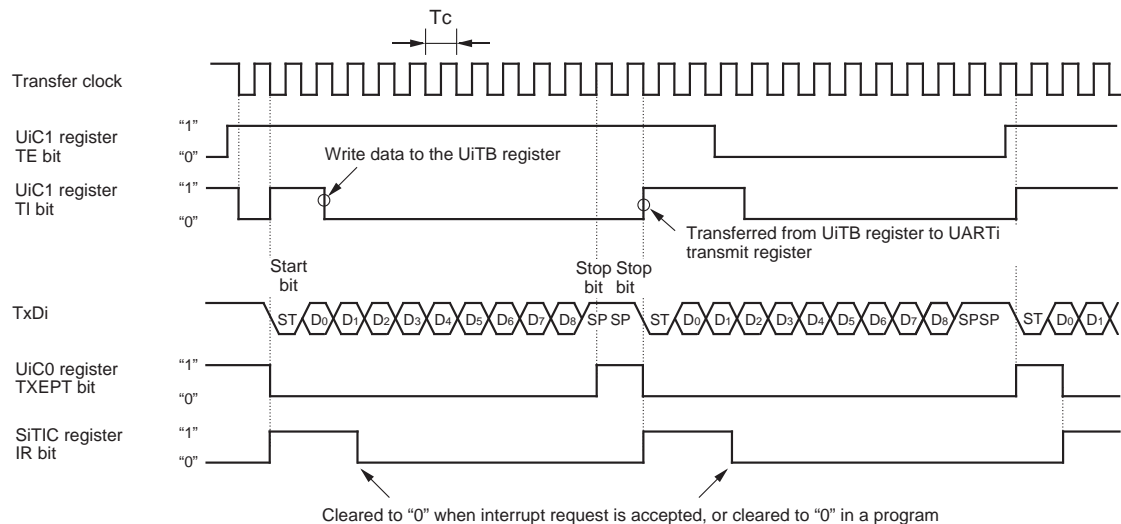 Tc
Transfer clock
UiC1 register
TE bit
"1"
"0"
Write data to the UiTB register
UiC1 register
TI bit
"1"
"0"
Transferred from UiTB register to UARTi
transmit register
Start
bit
Stop
bit
Stop
bit
TxDi
ST D0 D1 D2 D3 D4 D5 D6 D7 D8 SP SP ST D0 D1 D2 D3 D4 D5 D6 D7 D8 SPSP ST D0 D1
UiC0 register
TXEPT bit
"1"
"0"
SiTIC register
IR bit
"1"
"0"
Cleared to "0" when interrupt request is accepted, or cleared to "0" in a program